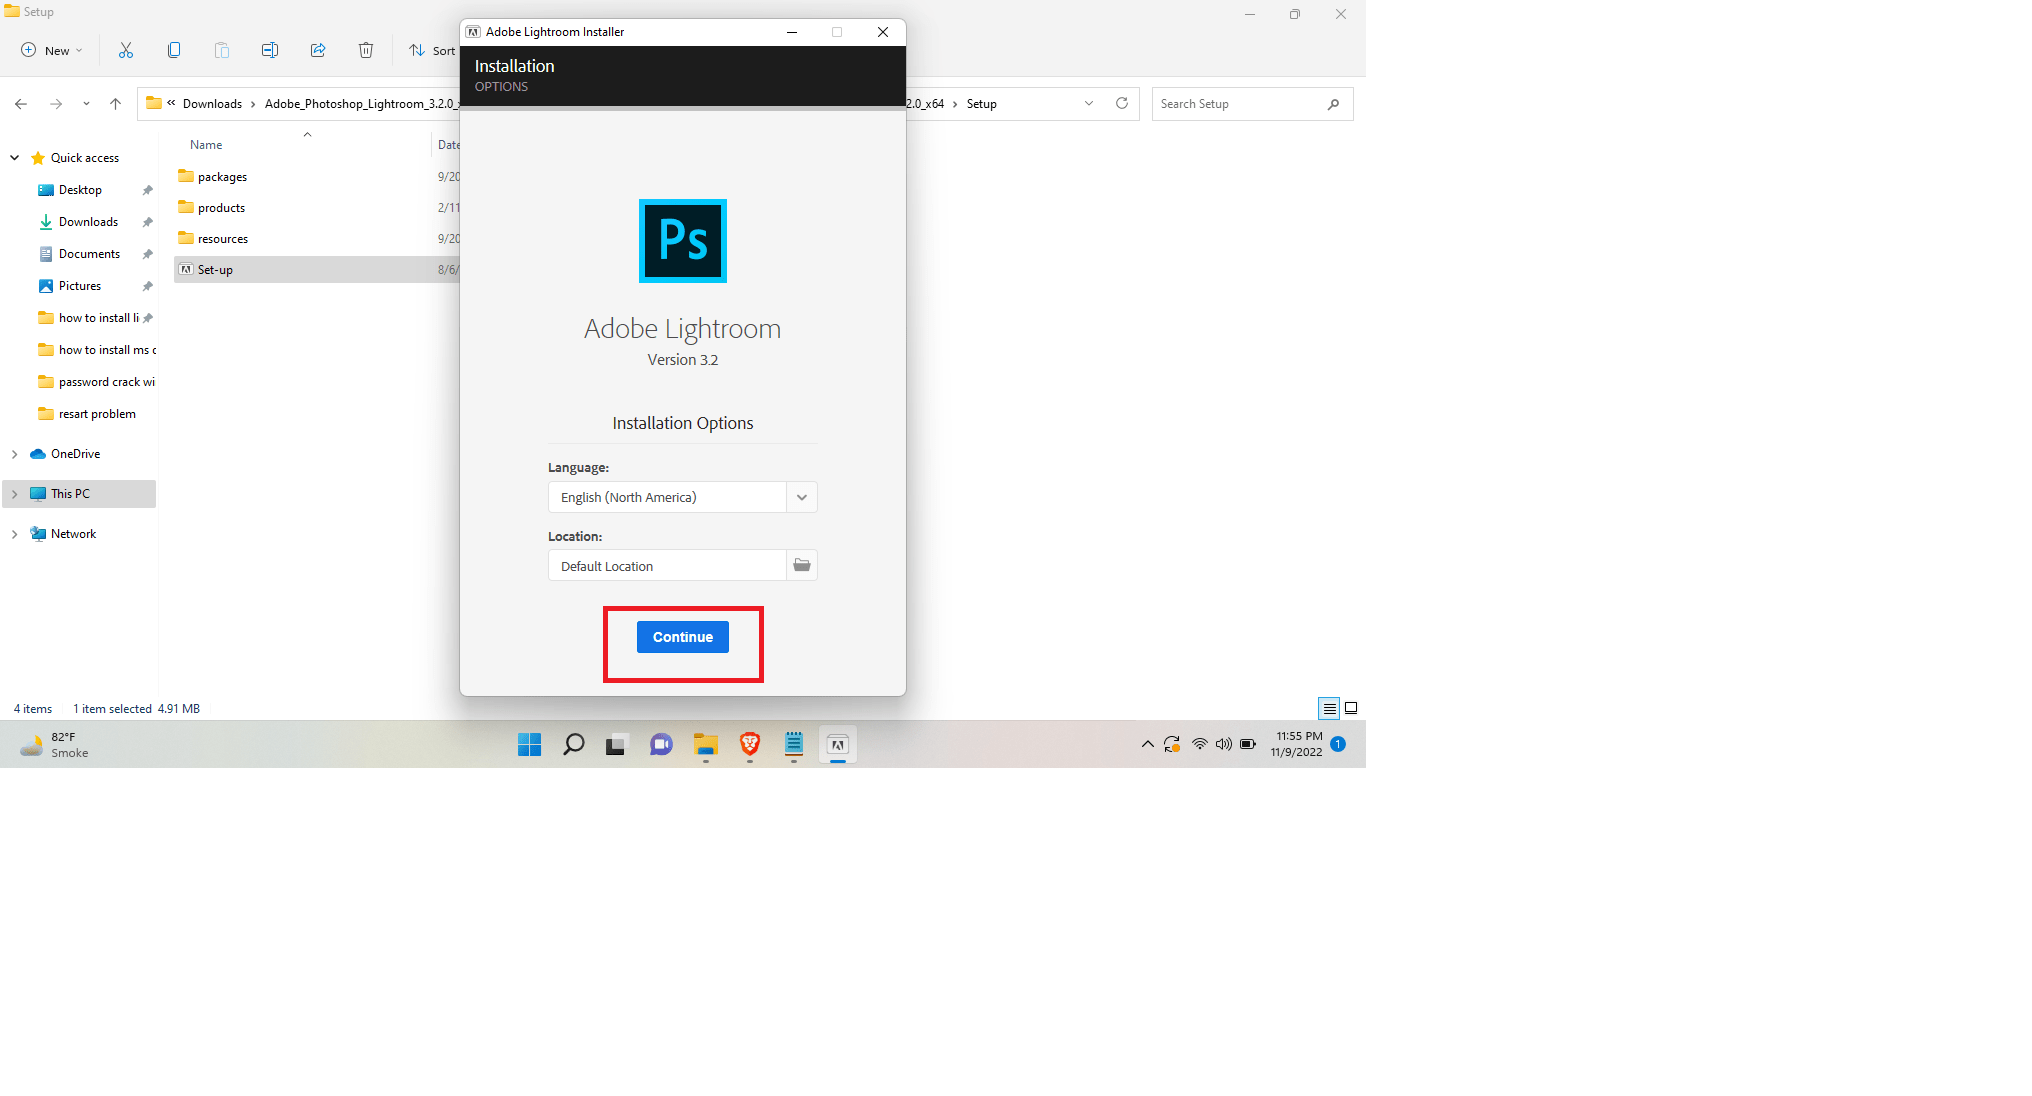 Setup
New
Sort
« Downloads › Adobe_Photoshop_Lightroom_3.2.0_
2.0_x64 › Setup
Search Setup
Adobe Lightroom Installer
Installation
OPTIONS
Quick access
Desktop
Downloads
Documents
Pictures
how to install li
how to install ms
password crack wi
resart problem
OneDrive
This PC
Network
Name
Date
packages
9/20
products
2/11
resources
9/20
Set-up
8/6/
Ps
Adobe Lightroom
Version 3.2
Installation Options
Language:
English (North America)
Location:
Default Location
Continue
4 items
1 item selected 4.91 MB
82°F
Smoke
11:55 PM
11/9/2022
1